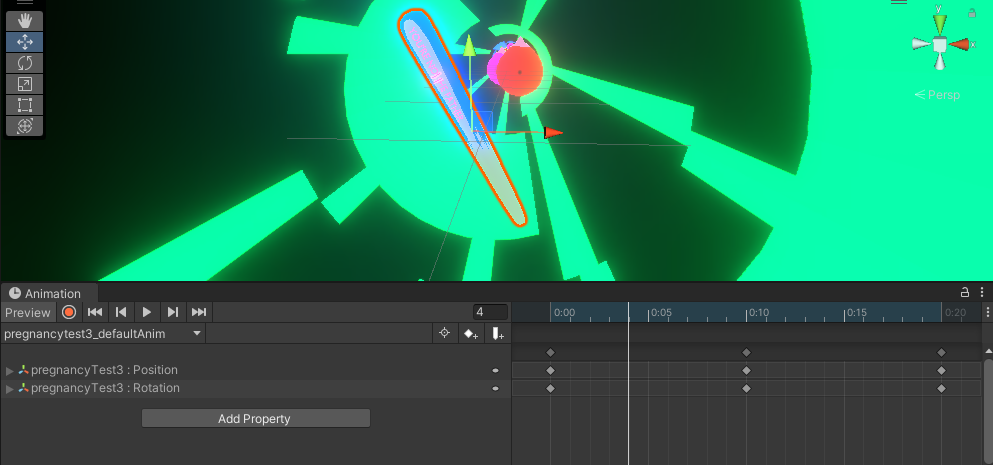 y
x
Persp
Animation
Preview
4
0:00
0:05
0:10
0:15
0:20
pregnancytest3_defaultAnim
pregnancyTest3 : Position
pregnancyTest3 : Rotation
Add Property